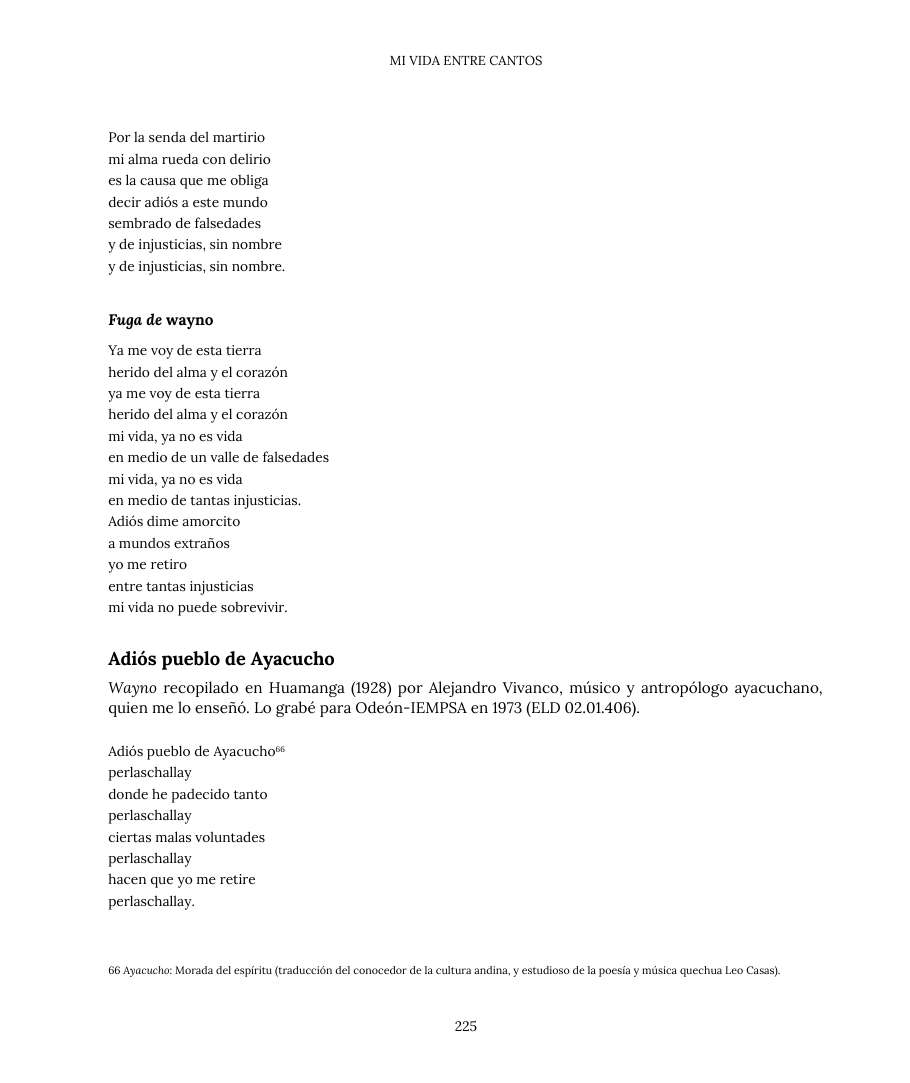 MI VIDA ENTRE CANTOS
Por la senda del martirio
mi alma rueda con delirio
es la causa que me obliga
decir adiós a este mundo
sembrado de falsedades
y de injusticias, sin nombre
y de injusticias, sin nombre.
Fuga de wayno
Ya me voy de esta tierra
herido del alma y el corazón
ya me voy de esta tierra
herido del alma y el corazón
mi vida, ya no es vida
en medio de un valle de falsedades
mi vida, ya no es vida
en medio de tantas injusticias.
Adiós dime amorcito
a mundos extraños
yo me retiro
entre tantas injusticias
mi vida no puede sobrevivir.
Adiós pueblo de Ayacucho
Wayno recopilado en Huamanga (1928) por Alejandro Vivanco, músico y antropólogo ayacuchano,
quien me lo enseñó. Lo grabé para Odeón-IEMPSA en 1973 (ELD 02.01.406).
Adiós pueblo de Ayacucho66
perlaschallay
donde he padecido tanto
perlaschallay
ciertas malas voluntades
perlaschallay
hacen que yo me retire
perlaschallay.
66 Ayacucho: Morada del espíritu (traducción del conocedor de la cultura andina, y estudioso de la poesía y música quechua Leo Casas).
225